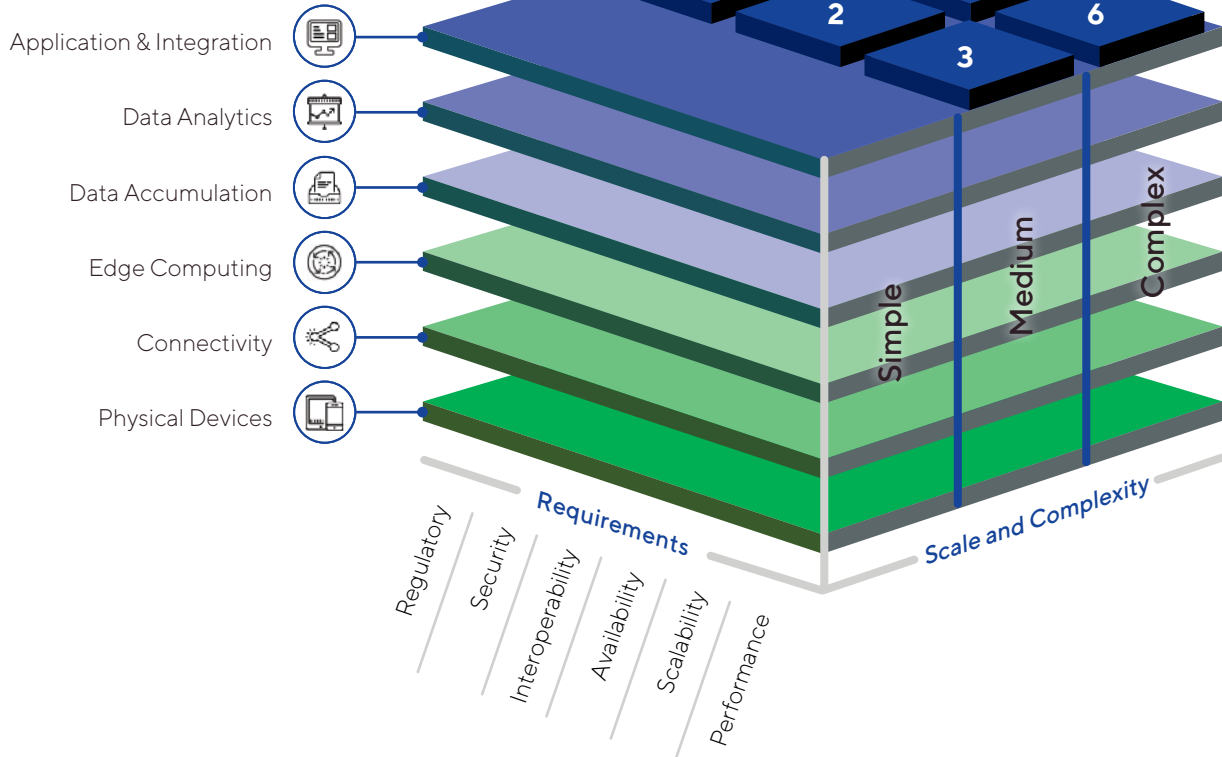 Application & Integration
2
6
3
Data Analytics
Data Accumulation
Edge Computing
Connectivity
Physical Devices
Simple
Medium
Complex
Requirements
Scale and Complexity
Regulatory
Security
Interoperability
Availability
Scalability
Performance